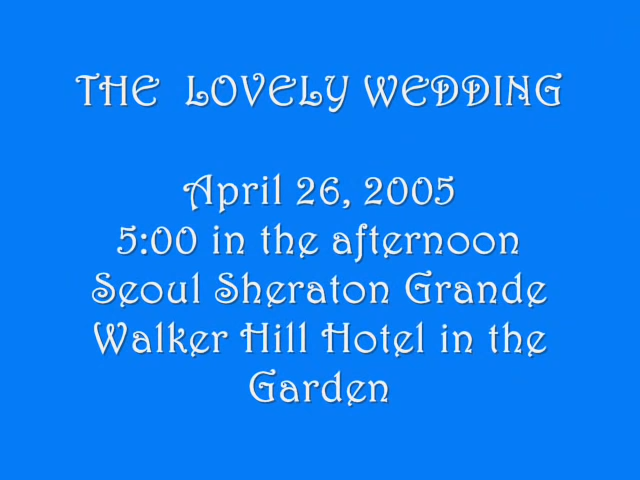 THE LOVELY WEDDING
April 26, 2005
5:00 in the afternoon
Seoul Sheraton Grande
Walker Hill Hotel in the
Garden